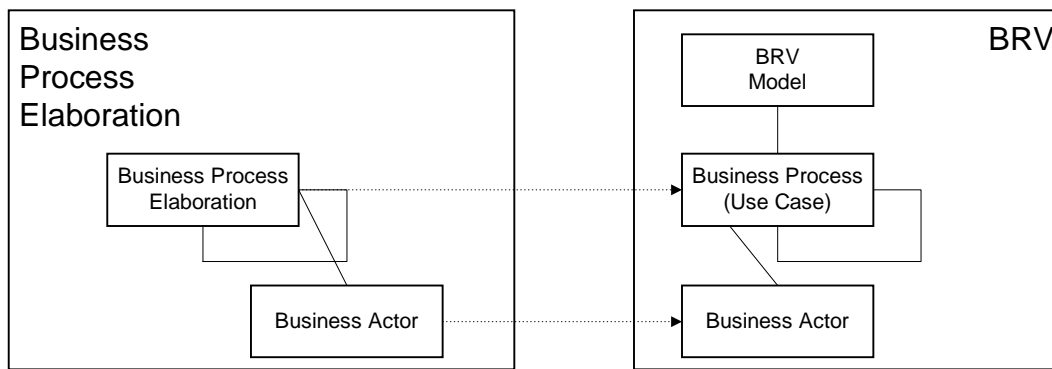 Business
Process
Elaboration
Business Process
Elaboration
Business Actor
BRV
BRV
Model
Business Process
(Use Case)
Business Actor